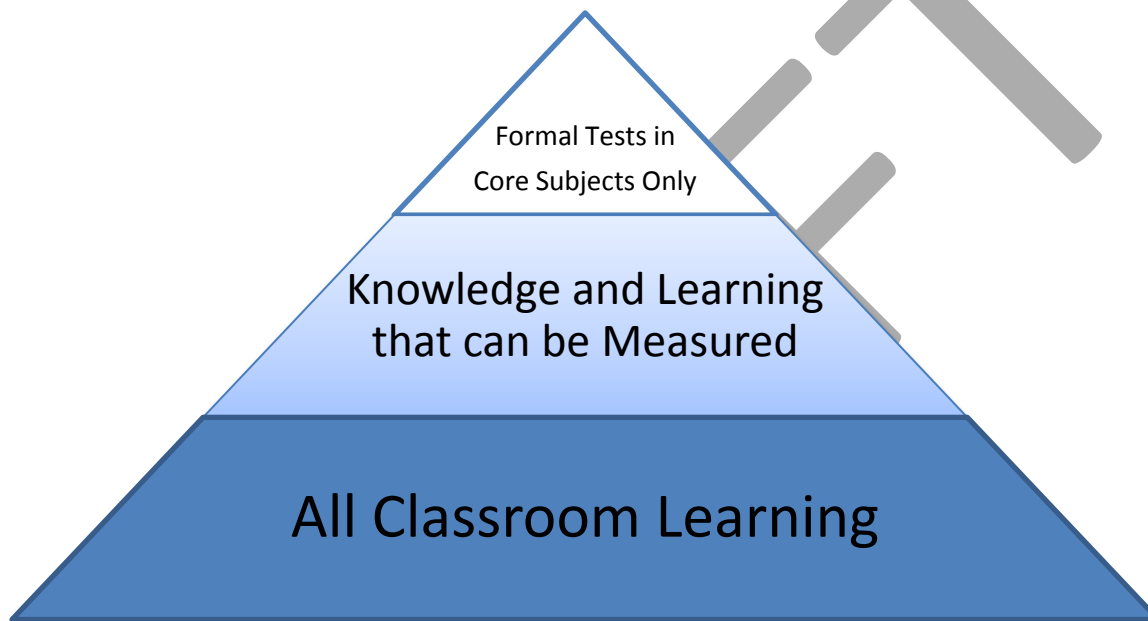 Formal Tests in
Core Subjects Only
Knowledge and Learning
that can be Measured
All Classroom Learning